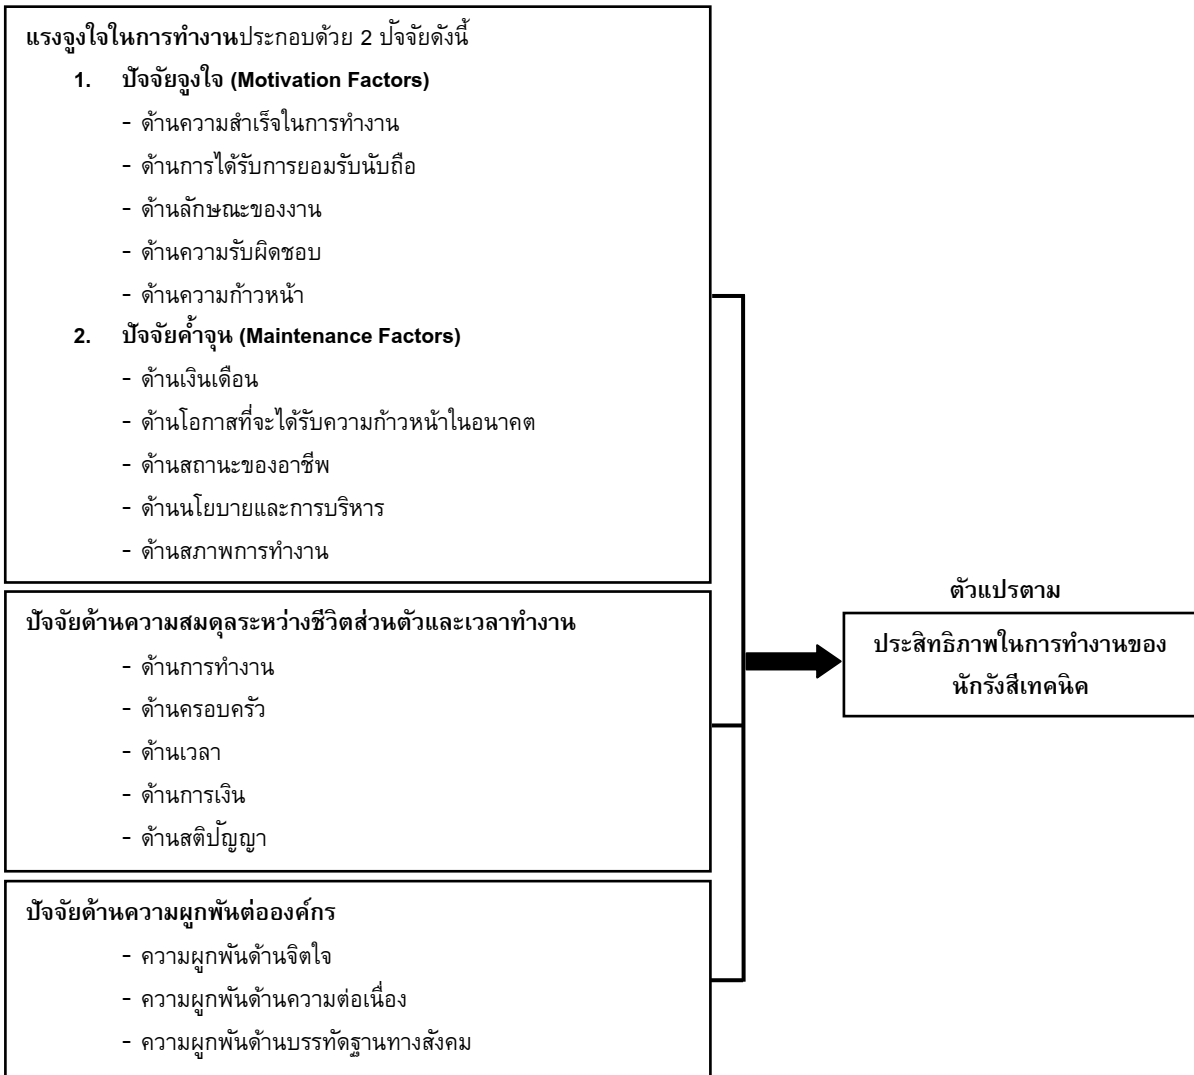 แรงจูงใจในการทำงานประกอบด้วย 2 ปัจจัยดังนี้
1. ปัจจัยจูงใจ (Motivation Factors)
- ด้านความสำเร็จในการทำงาน
- ด้านการได้รับการยอมรับนับถือ
- ด้านลักษณะของงาน
- ด้านความรับผิดชอบ
- ด้านความก้าวหน้า
2. ปัจจัยค้ำจุน (Maintenance Factors)
- ด้านเงินเดือน
- ด้านโอกาสที่จะได้รับความก้าวหน้าในอนาคต
- ด้านสถานะของอาชีพ
- ด้านนโยบายและการบริหาร
- ด้านสภาพการทำงาน
ปัจจัยด้านความสมดุลระหว่างชีวิตส่วนตัวและเวลาทำงาน
- ด้านการทำงาน
- ด้านครอบครัว
- ด้านเวลา
- ด้านการเงิน
- ด้านสติปัญญา
ปัจจัยด้านความผูกพันต่อองค์กร
- ความผูกพันด้านจิตใจ
- ความผูกพันด้านความต่อเนื่อง
- ความผูกพันด้านบรรทัดฐานทางสังคม
ตัวแปรตาม
ประสิทธิภาพในการทำงานของ
นักรังสีเทคนิค